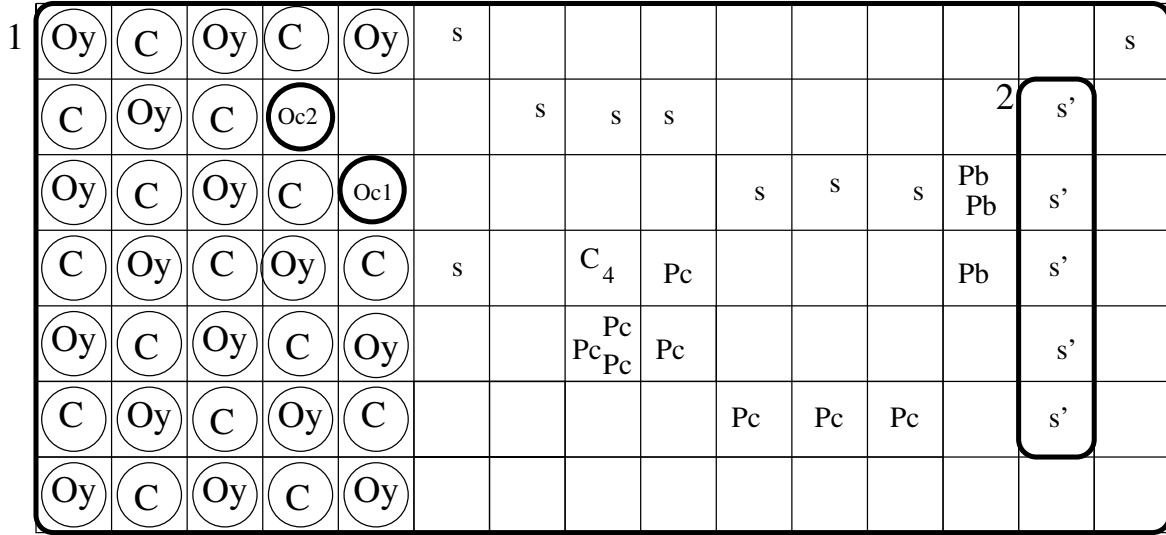 1 Oy C Oy C Oy s s
C Oy C Oc2 s s s 2 s’
Oy C Oy C Oc1 s s s Pb Pb s’
C Oy C Oy C s C4 Pc Pb s’
Oy C Oy C Oy Pc Pc Pc Pc s’
C Oy C Oy C Pc Pc Pc s’
Oy C Oy C Oy